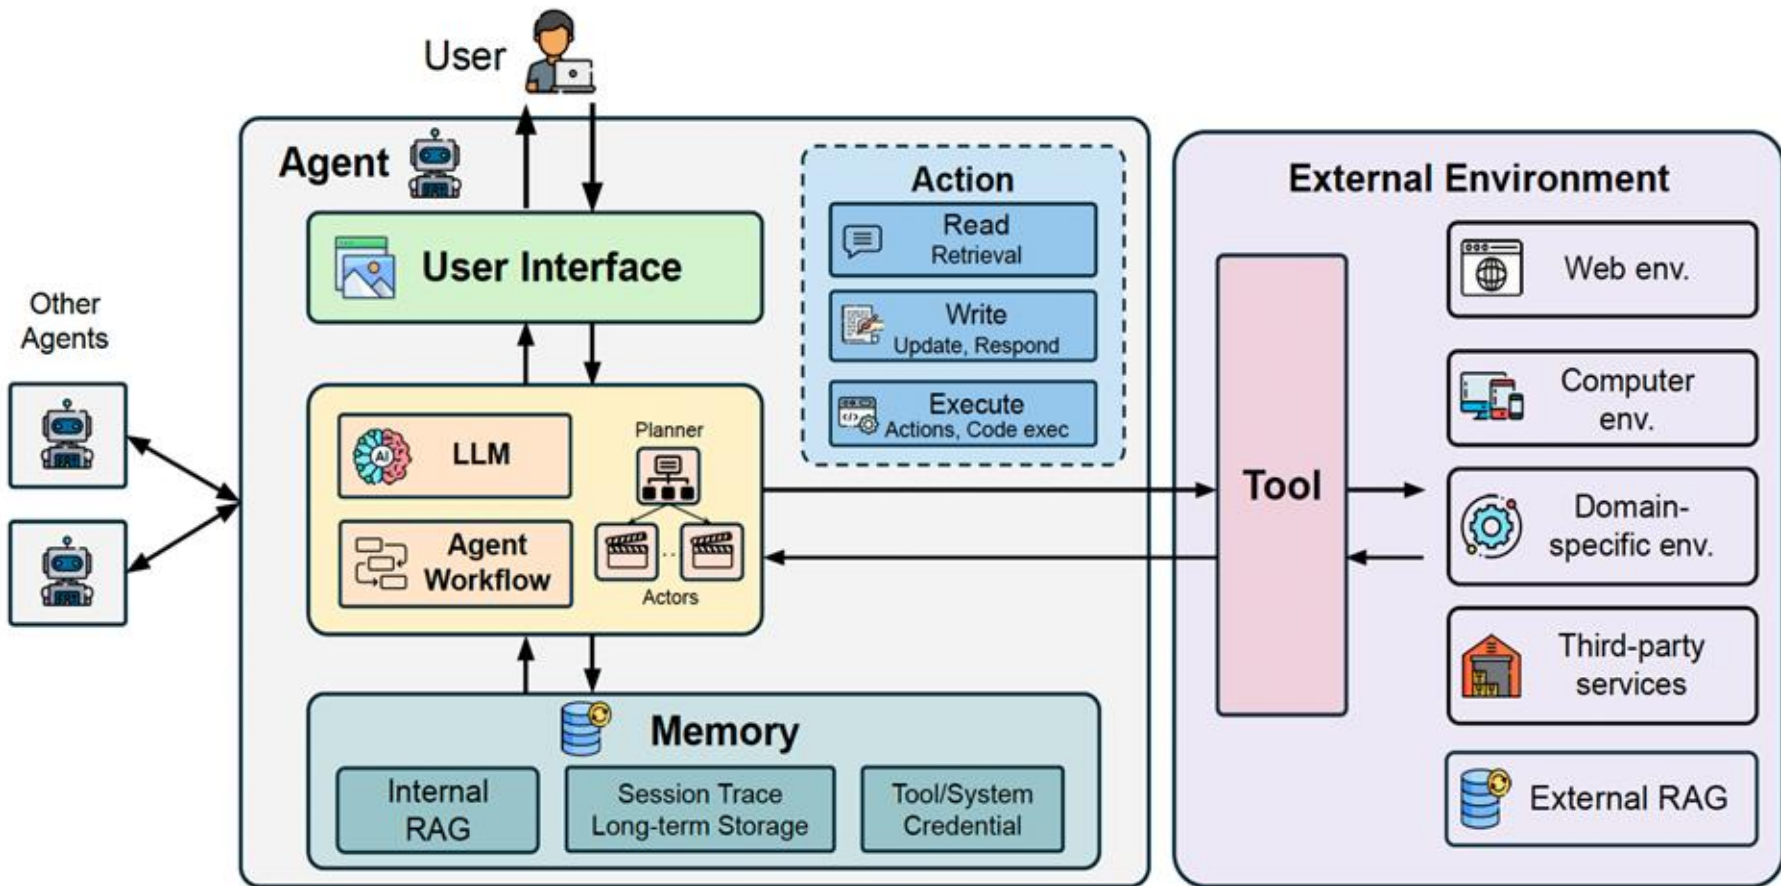 User
Agent
User Interface
Other
Agents
LLM
AI
Agent
Workflow
Planner
...
Actors
Memory
Internal
RAG
Session Trace
Long-term Storage
Tool/System
Credential
Action
Read
Retrieval
Write
Update, Respond
Execute
Actions, Code exec
</>
External Environment
Tool
Web env.
Computer
env.
Domain-
specific env.
Third-party
services
External RAG